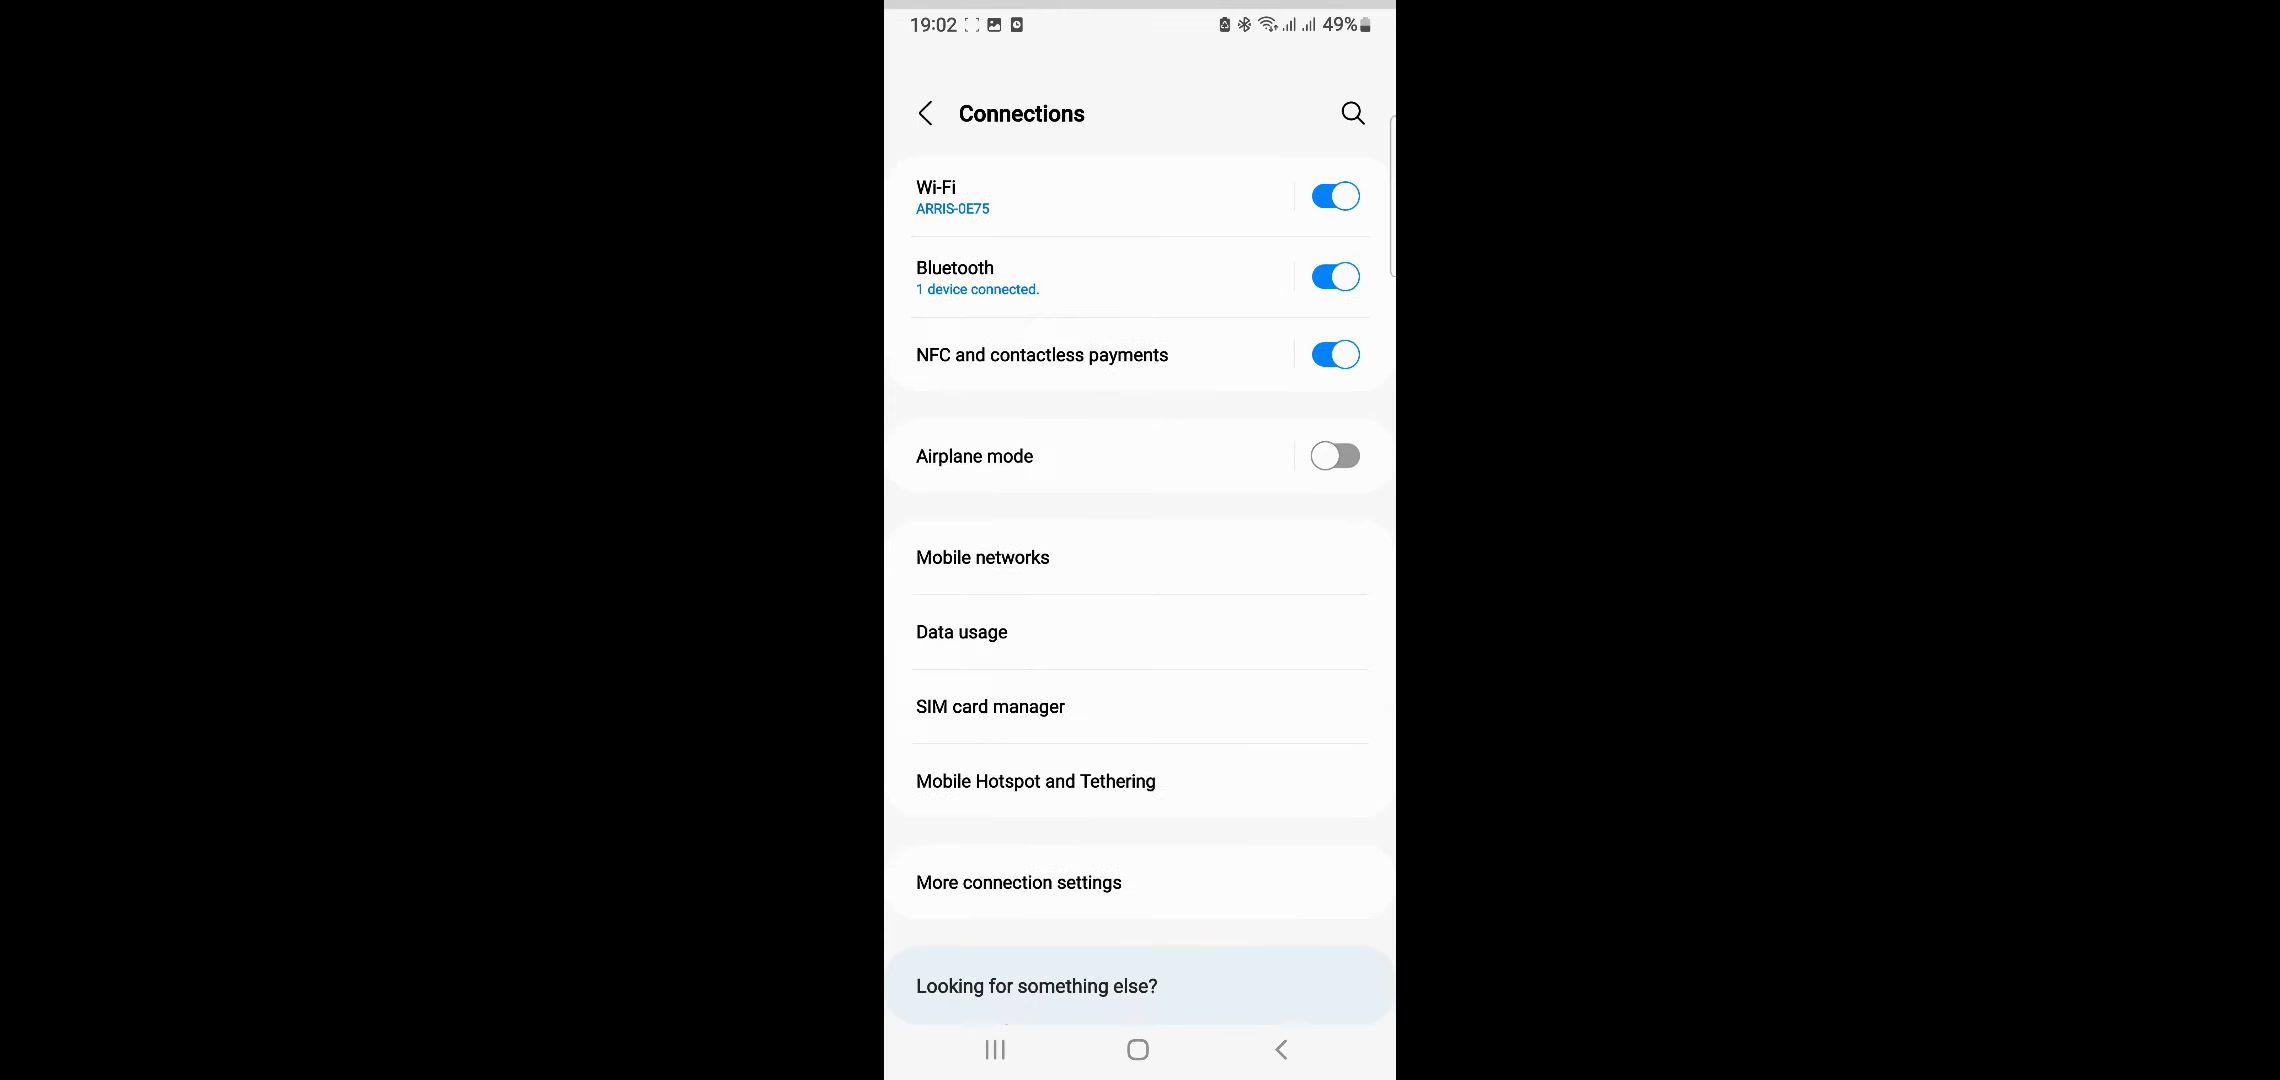 19:02 49%
Connections
Wi-Fi
ARRIS-0E75
Bluetooth
1 device connected.
NFC and contactless payments
Airplane mode
Mobile networks
Data usage
SIM card manager
Mobile Hotspot and Tethering
More connection settings
Looking for something else?